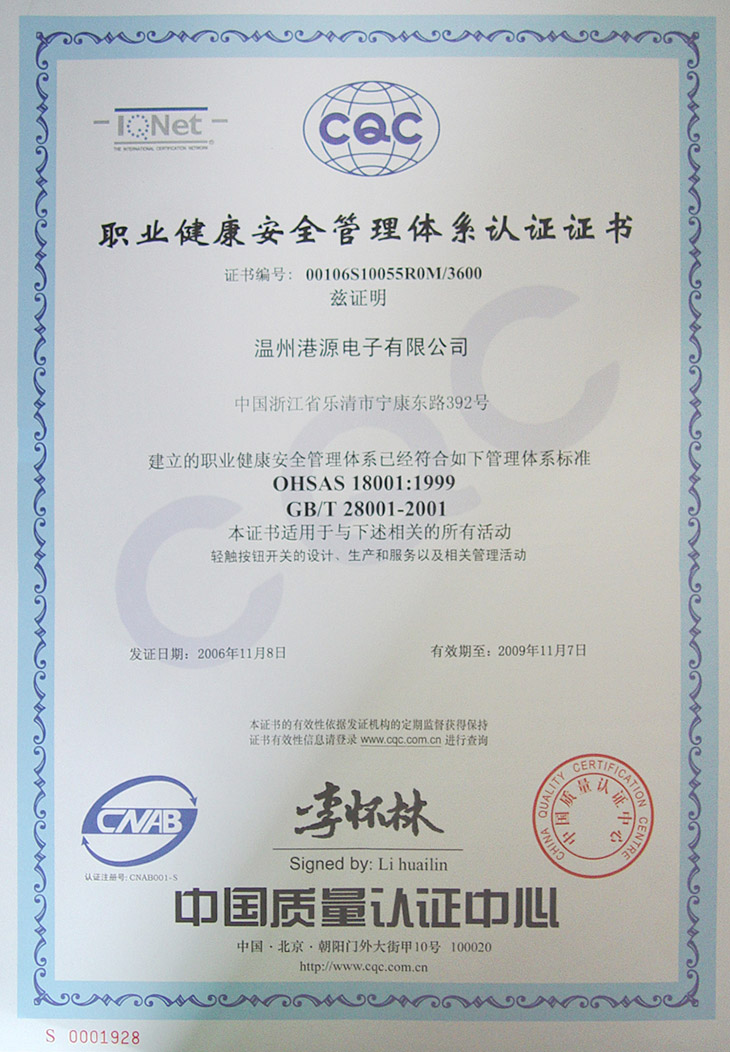 IQNet
THE INTERNATIONAL CERTIFICATION NETWORK
®
CQC
职业健康安全管理体系认证证书
证书编号: 00106S10055R0M/3600
兹证明
温州港源电子有限公司
中国浙江省乐清市宁康东路392号
建立的职业健康安全管理体系已经符合如下管理体系标准
OHSAS 18001:1999
GB/T 28001-2001
本证书适用于与下述相关的所有活动
轻触按钮开关的设计、生产和服务以及相关管理活动
发证日期: 2006年11月8日 有效期至: 2009年11月7日
本证书的有效性依据发证机构的定期监督获得保持
证书有效性信息请登录 www.cqc.com.cn 进行查询
CNAB
认证注册号: CNAB001-S
李怀林
Signed by: Li huailin
CHINA QUALITY CERTIFICATION CENTRE
中国质量认证中心
中国质量认证中心
中国·北京·朝阳门外大街甲10号 100020
http://www.cqc.com.cn
S 0001928
CQC